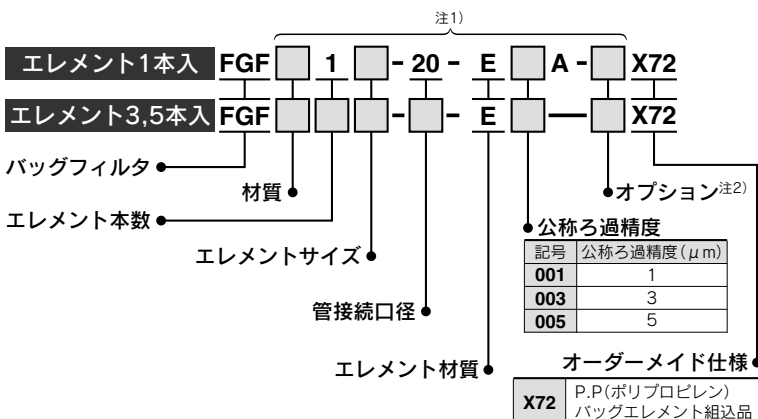 注1)
エレメント1本入 FGF 1 - 20 - E A - X72
エレメント3,5本入 FGF - - E — X72
バッグフィルタ
材質
オプション注2)
エレメント本数
公称ろ過精度
エレメントサイズ
記号 公称ろ過精度(μm)
001 1
003 3
005 5
管接続口径
エレメント材質
オーダーメイド仕様
X72 P.P(ポリプロピレン)
バッグエレメント組込品